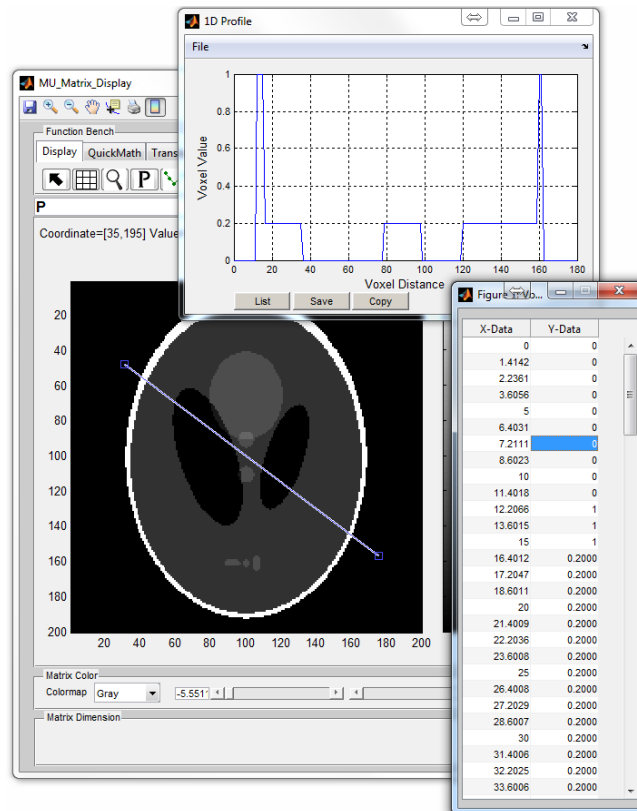 1D Profile
File
Voxel Value
1
0.8
0.6
0.4
0.2
0
0 20 40 60 80 100 120 140 160 180
Voxel Distance
List Save Copy
MU_Matrix_Display
Function Bench
Display QuickMath Trans
P
P
Coordinate=[35,195] Value
20
40
60
80
100
120
140
160
180
200
20 40 60 80 100 120 140 160 180 200
Matrix Color
Colormap Gray -5.551
Matrix Dimension
Figure 1: Vo...
X-Data Y-Data
0 0
1.4142 0
2.2361 0
3.6056 0
5 0
6.4031 0
7.2111 0
8.6023 0
10 0
11.4018 0
12.2066 1
13.6015 1
15 1
16.4012 0.2000
17.2047 0.2000
18.6011 0.2000
20 0.2000
21.4009 0.2000
22.2036 0.2000
23.6008 0.2000
25 0.2000
26.4008 0.2000
27.2029 0.2000
28.6007 0.2000
30 0.2000
31.4006 0.2000
32.2025 0.2000
33.6006 0.2000